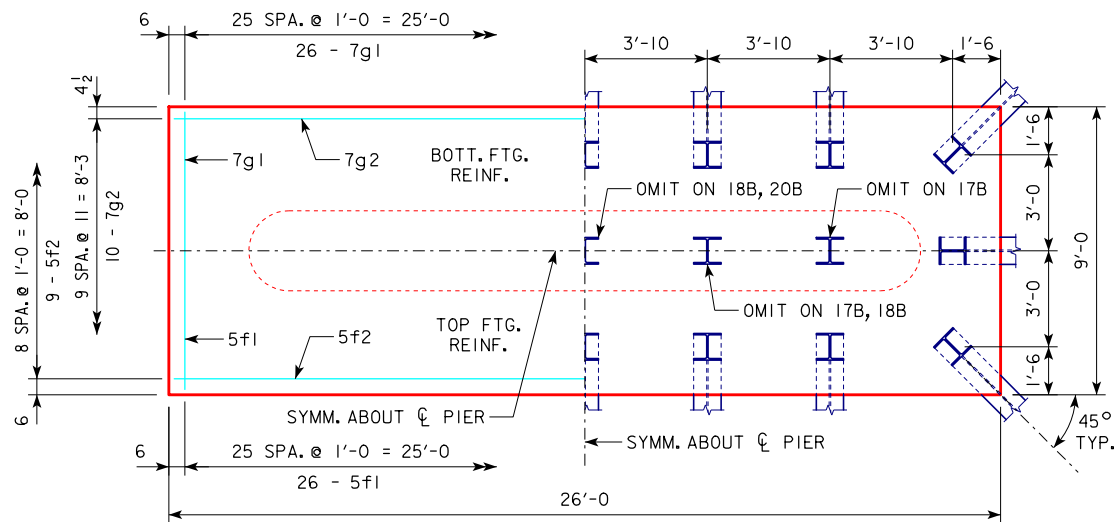 25 SPA. @ 1'-0 = 25'-0
26 - 7g1
6
3'-10
3'-10
3'-10
1'-6
4 1/2
7g1
7g2
BOTT. FTG.
REINF.
1'-6
OMIT ON 18B, 20B
OMIT ON 17B
3'-0
8 SPA. @ 1'-0 = 8'-0
9 - 5f2
9 SPA. @ 11 = 8'-3
10 - 7g2
9'-0
OMIT ON 17B, 18B
3'-0
TOP FTG.
REINF.
5f1
5f2
1'-6
6
SYMM. ABOUT ℄ PIER
SYMM. ABOUT ℄ PIER
45°
TYP.
6
25 SPA. @ 1'-0 = 25'-0
26 - 5f1
26'-0